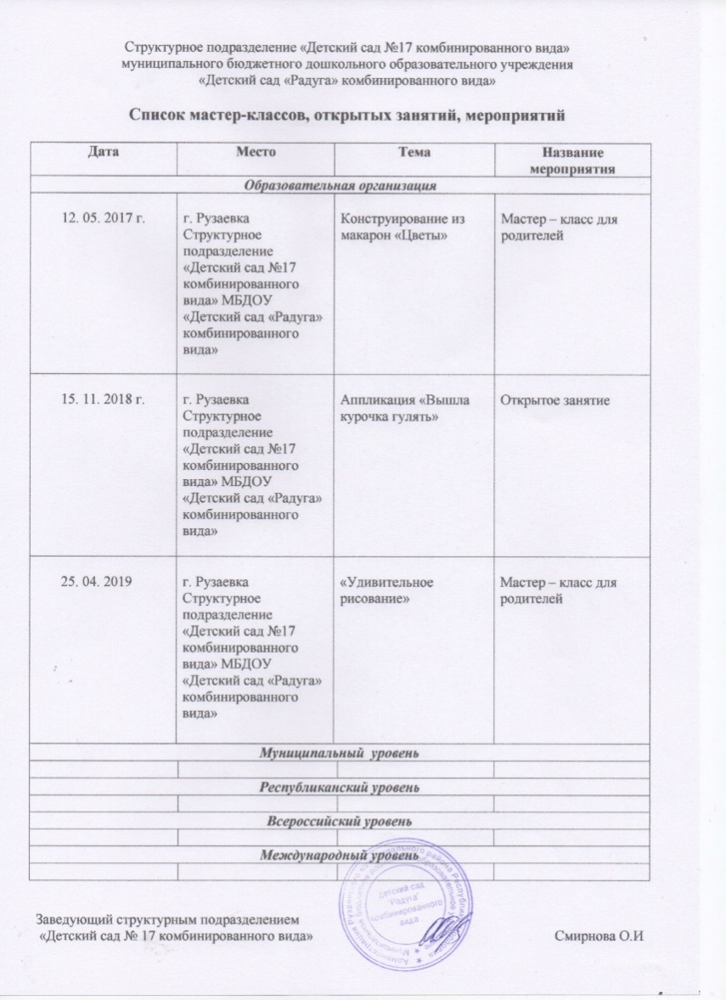 Структурное подразделение «Детский сад №17 комбинированного вида»
муниципального бюджетного дошкольного образовательного учреждения
«Детский сад «Радуга» комбинированного вида»
Список мастер-классов, открытых занятий, мероприятий
Дата Место Тема Название
мероприятия
Образовательная организация
12. 05. 2017 г.
г. Рузаевка
Структурное
подразделение
«Детский сад №17
комбинированного
вида» МБДОУ
«Детский сад «Радуга»
комбинированного
вида»
Конструирование из
макарон «Цветы»
Мастер – класс для
родителей
15. 11. 2018 г.
г. Рузаевка
Структурное
подразделение
«Детский сад №17
комбинированного
вида» МБДОУ
«Детский сад «Радуга»
комбинированного
вида»
Аппликация «Вышла
курочка гулять»
Открытое занятие
25. 04. 2019
г. Рузаевка
Структурное
подразделение
«Детский сад №17
комбинированного
вида» МБДОУ
«Детский сад «Радуга»
комбинированного
вида»
«Удивительное
рисование»
Мастер – класс для
родителей
Муниципальный уровень
Республиканский уровень
Всероссийский уровень
Международный уровень
Детский сад
"Радуга"
комбинированного
вида
Заведующий структурным подразделением
«Детский сад № 17 комбинированного вида»
Смирнова О.И